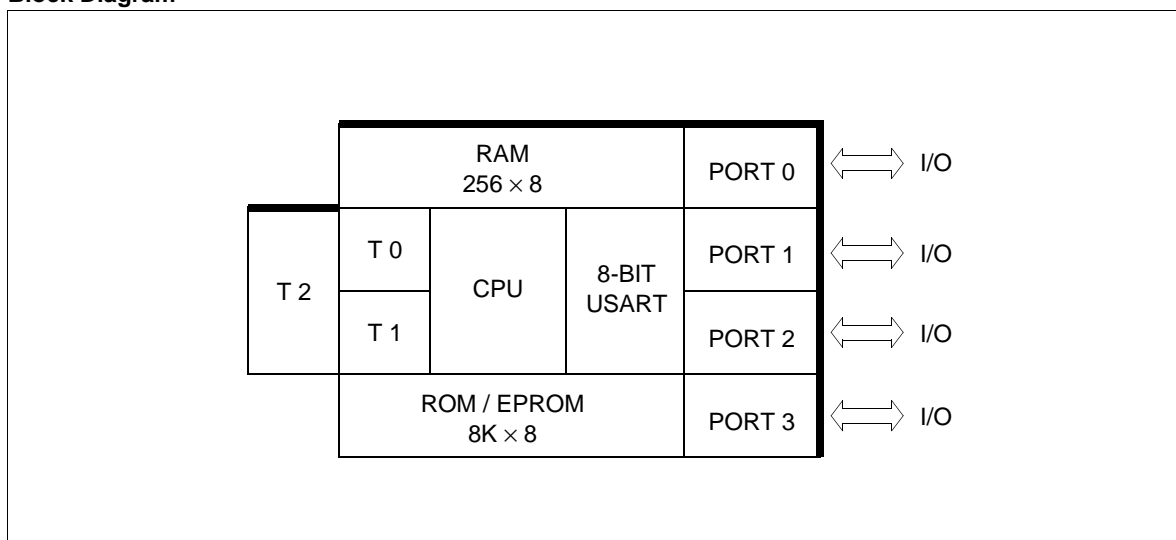 Block Diagram
RAM
256 × 8
PORT 0
I/O
T 2
T 0
T 1
CPU
8-BIT
USART
PORT 1
I/O
PORT 2
I/O
ROM / EPROM
8K × 8
PORT 3
I/O